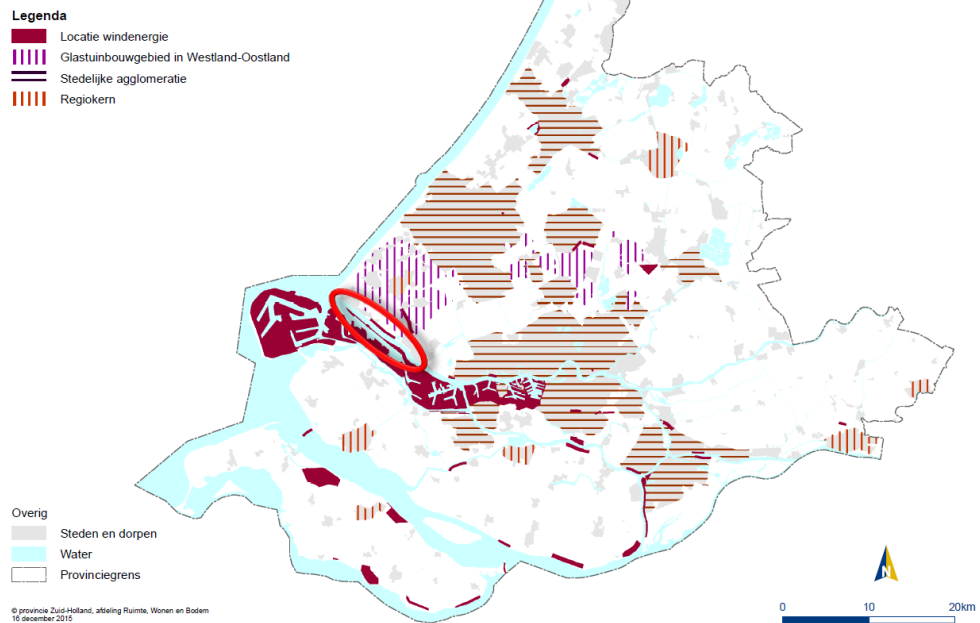 Legenda
Locatie windenergie
Glastuinbouwgebied in Westland-Oostland
Stedelijke agglomeratie
Regiokern
Overig
Steden en dorpen
Water
Provinciegrens
© provincie Zuid-Holland, afdeling Ruimte, Wonen en Bodem
16 december 2015
N
0 10 20km